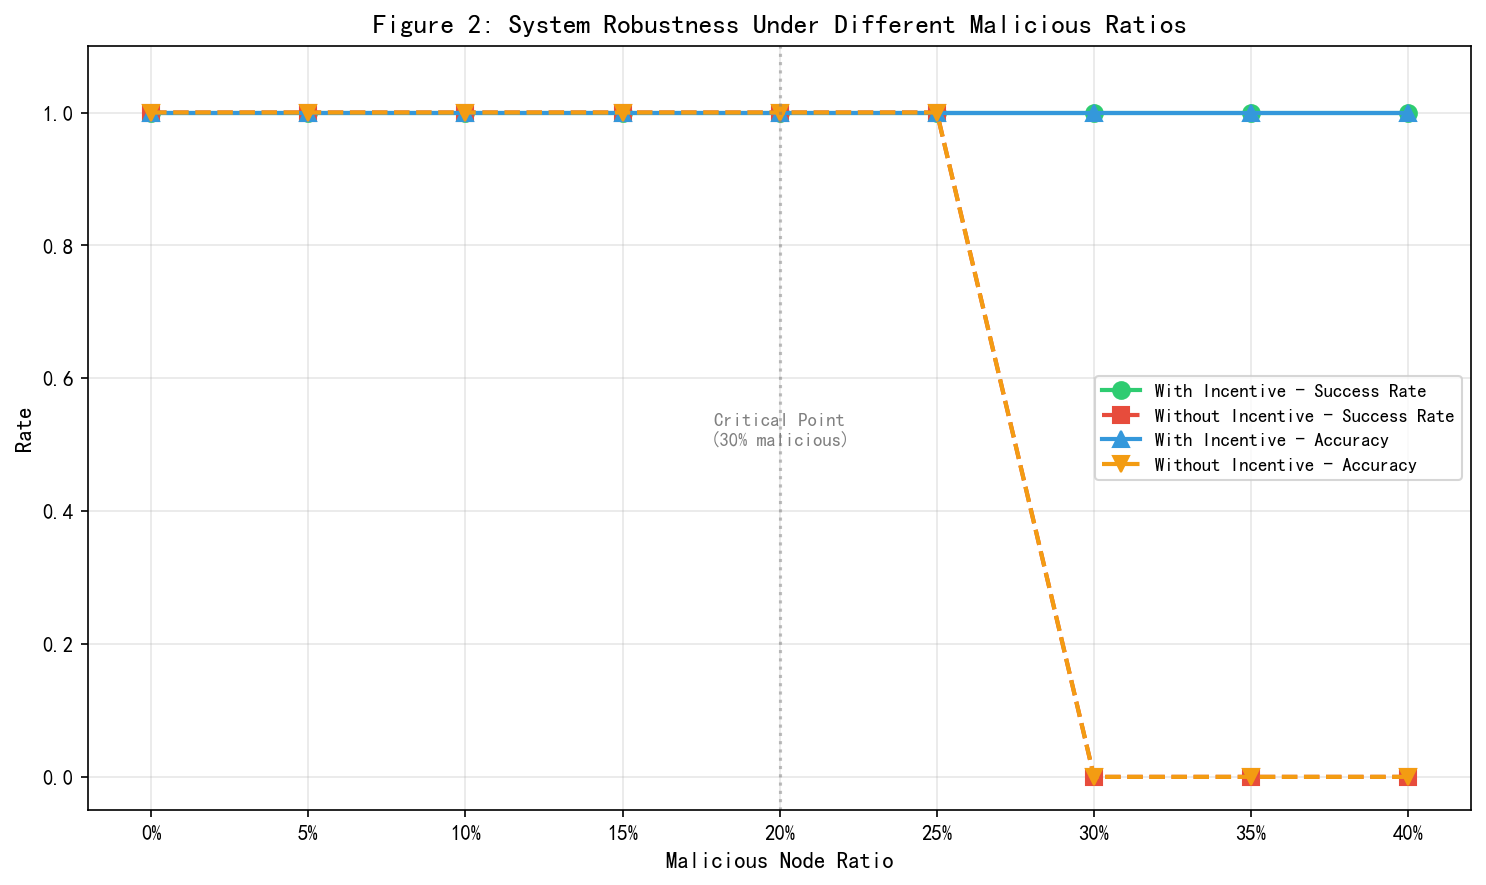 Figure 2: System Robustness Under Different Malicious Ratios
1.0
0.8
0.6
0.4
0.2
0.0
Rate
Critical Point
(30% malicious)
With Incentive - Success Rate
Without Incentive - Success Rate
With Incentive - Accuracy
Without Incentive - Accuracy
0% 5% 10% 15% 20% 25% 30% 35% 40%
Malicious Node Ratio